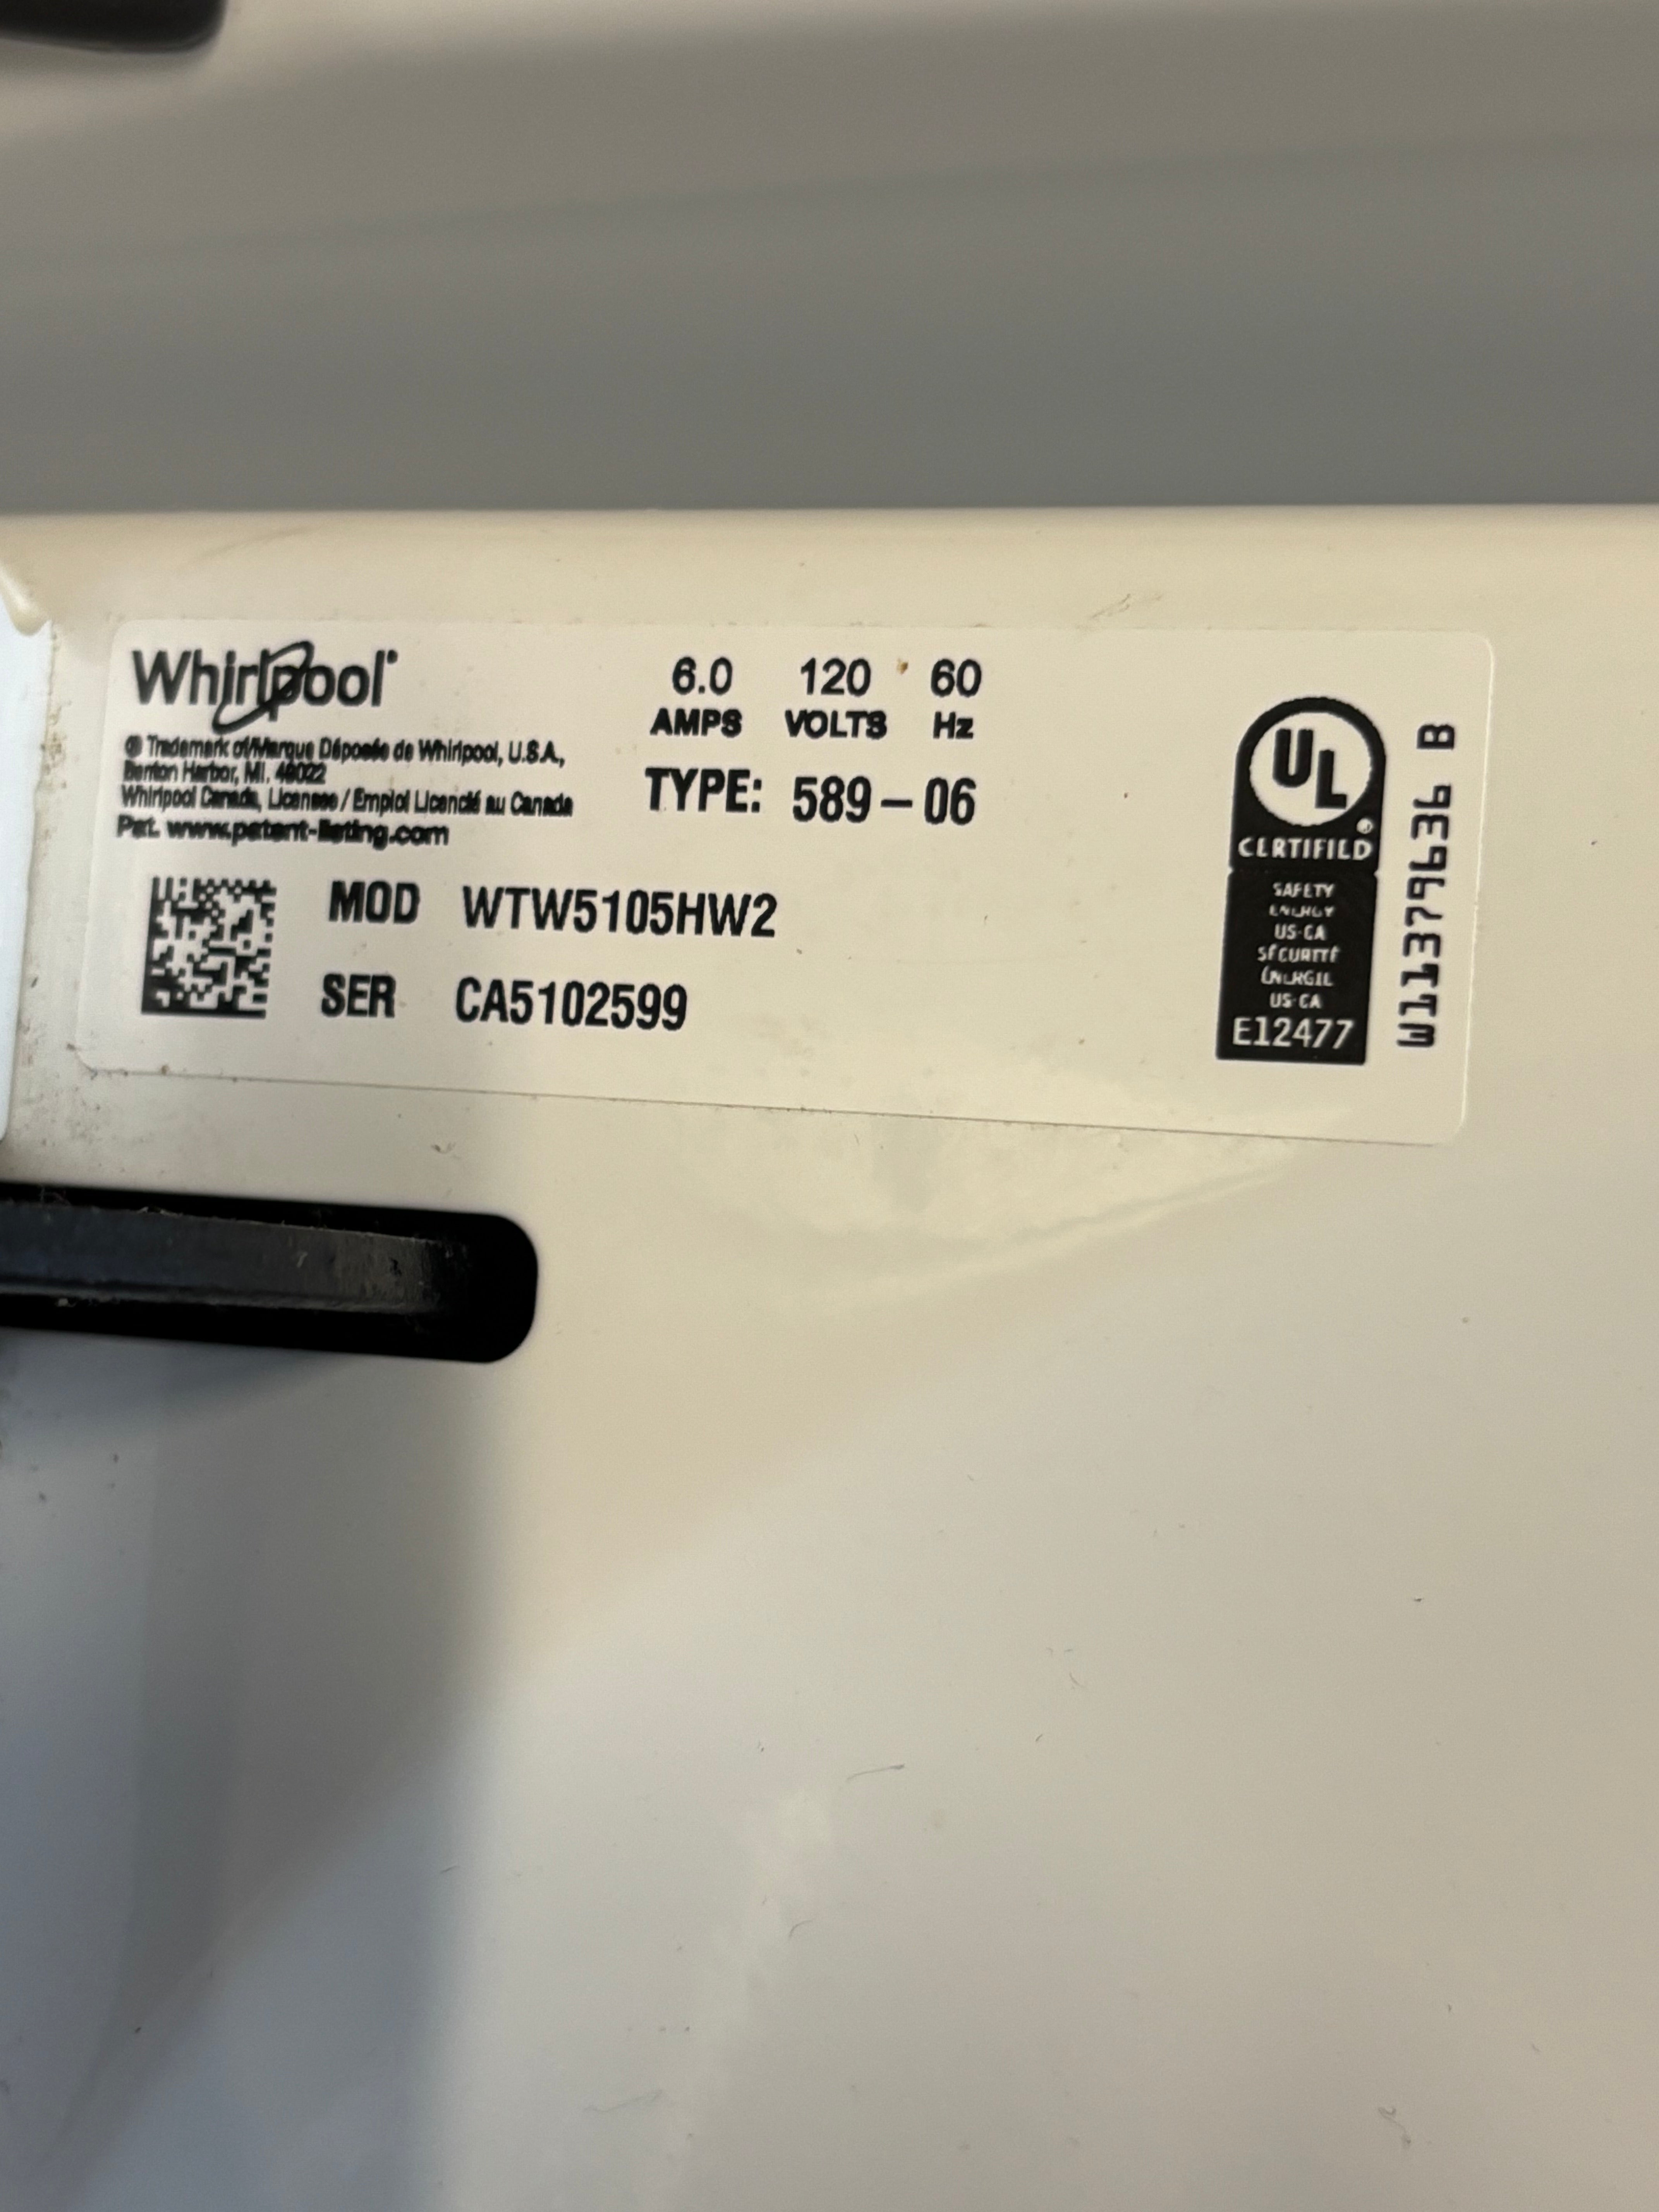 Whirlpool®
® Trademark of/Marque Déposée de Whirlpool, U.S.A.,
Benton Harbor, MI. 49022
Whirlpool Canada, Licensee / Emploi Licencié au Canada
Pat. www.patent-listing.com
6.0 120 60
AMPS VOLTS Hz
TYPE: 589-06
MOD WTW5105HW2
SER CA5102599
UL
®
CERTIFIED
SAFETY
ENERGY
US-CA
SÉCURITÉ
ÉNERGIE
US-CA
E12477
W11379636 B